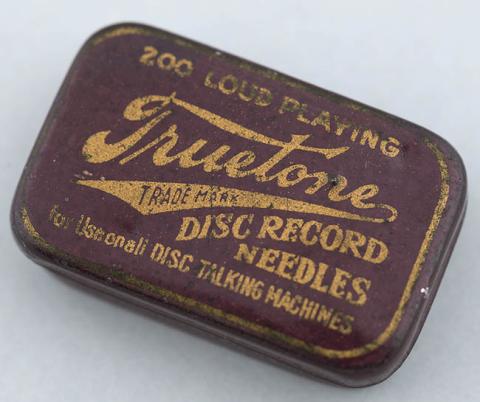 200 LOUD PLAYING
Truetone
TRADE MARK
DISC RECORD
NEEDLES
for Use on all DISC TALKING MACHINES